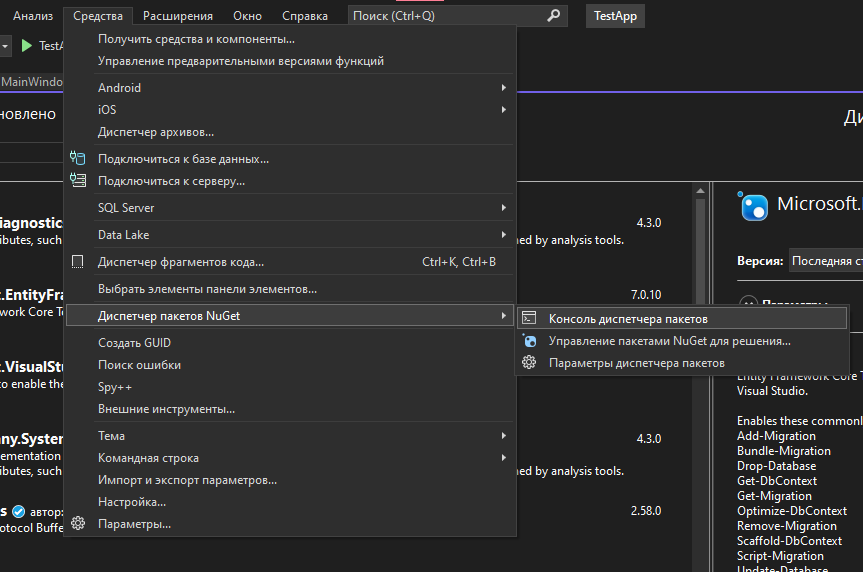 Анализ Средства Расширения Окно Справка Поиск (Ctrl+Q) TestApp
Получить средства и компоненты...
Управление предварительными версиями функций
Android
iOS
Диспетчер архивов...
Подключиться к базе данных...
Подключиться к серверу...
SQL Server
Data Lake
Диспетчер фрагментов кода... Ctrl+K, Ctrl+B
Выбрать элементы панели элементов...
Диспетчер пакетов NuGet
Создать GUID
Поиск ошибки
Spy++
Внешние инструменты...
Тема
Командная строка
Импорт и экспорт параметров...
Настройка...
Параметры...
Консоль диспетчера пакетов
Управление пакетами NuGet для решения...
Параметры диспетчера пакетов
TestA
MainWindo
новлено
iagnostic
ibutes, such
4.3.0
ned by analysis tools.
t.EntityFra
work Core To
7.0.10
t.VisualStu
to enable the
any.System
ementation
ibutes, such
4.3.0
ned by analysis tools.
s автор:
otocol Buffe
2.58.0
Ди
Microsoft.
Версия: Последняя ст
Entity Framework Core T
Visual Studio.
Enables these commonl
Add-Migration
Bundle-Migration
Drop-Database
Get-DbContext
Get-Migration
Optimize-DbContext
Remove-Migration
Scaffold-DbContext
Script-Migration
Update-Database